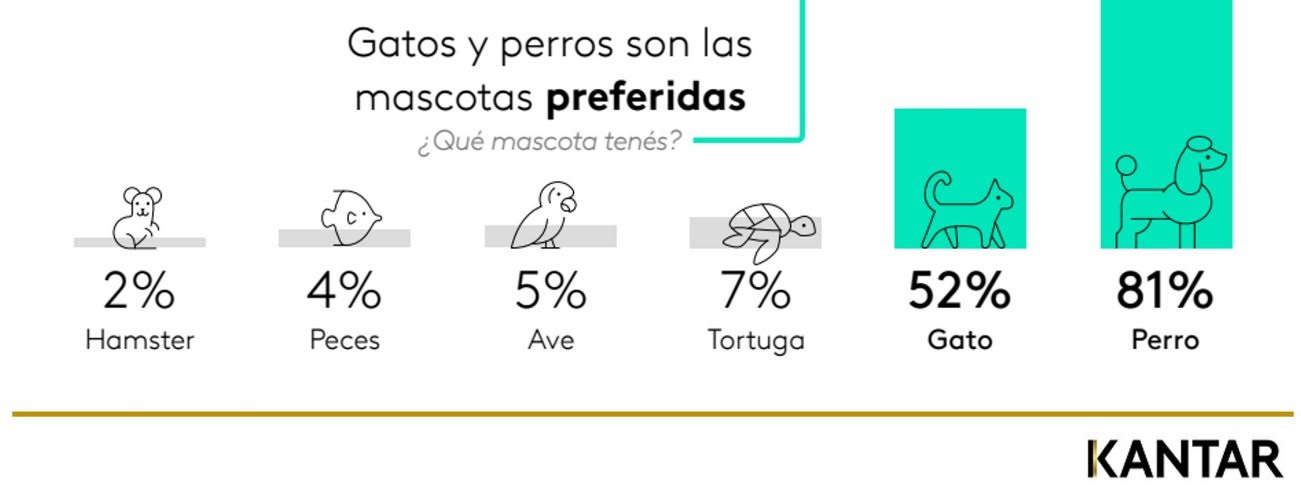 Gatos y perros son las
mascotas preferidas
¿Qué mascota tenés?
2% 4% 5% 7% 52% 81%
Hamster Peces Ave Tortuga Gato Perro
KANTAR